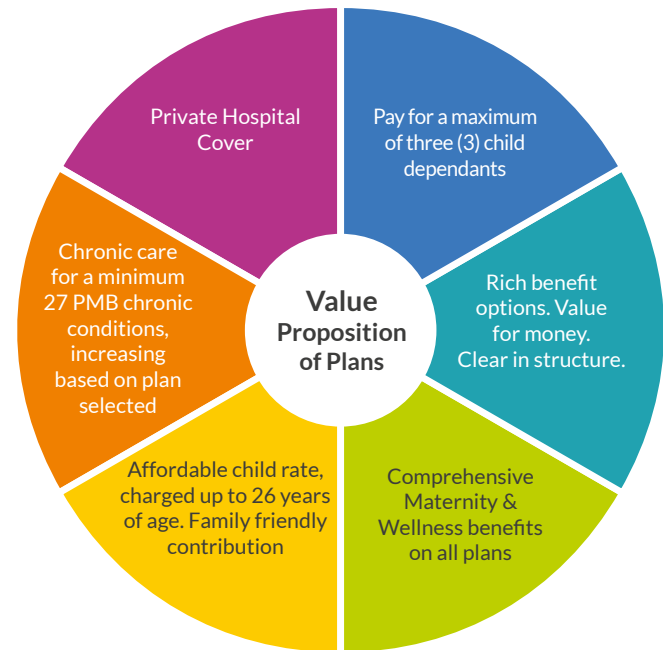 Value
Proposition
of Plans
Pay for a maximum
of three (3) child
dependants
Rich benefit
options. Value
for money.
Clear in structure.
Comprehensive
Maternity &
Wellness benefits
on all plans
Affordable child rate,
charged up to 26 years
of age. Family friendly
contribution
Chronic care
for a minimum
27 PMB chronic
conditions,
increasing
based on plan
selected
Private Hospital
Cover